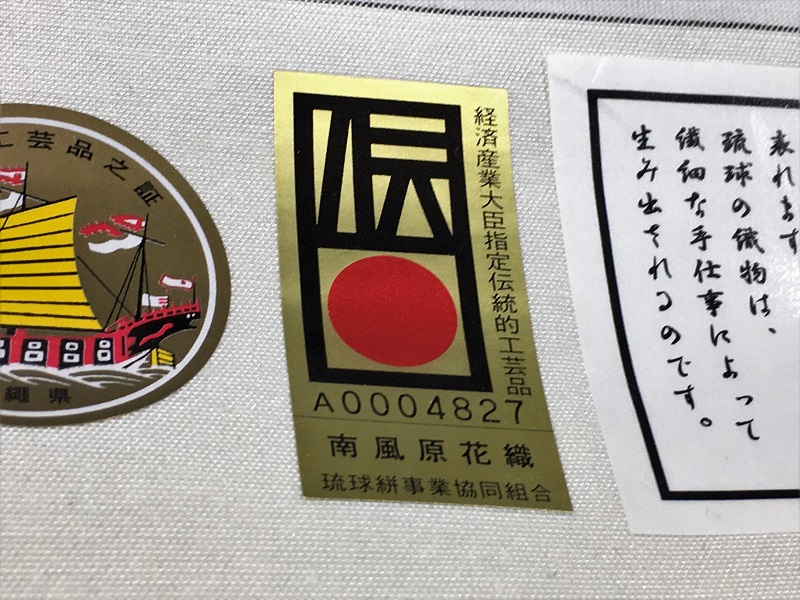 工芸品之証
縄県
伝
経済産業大臣指定伝統的工芸品
A0004827
南風原花織
琉球絣事業協同組合
表れます
琉球の織物は、
繊細な手仕事によって
生み出されるのです。